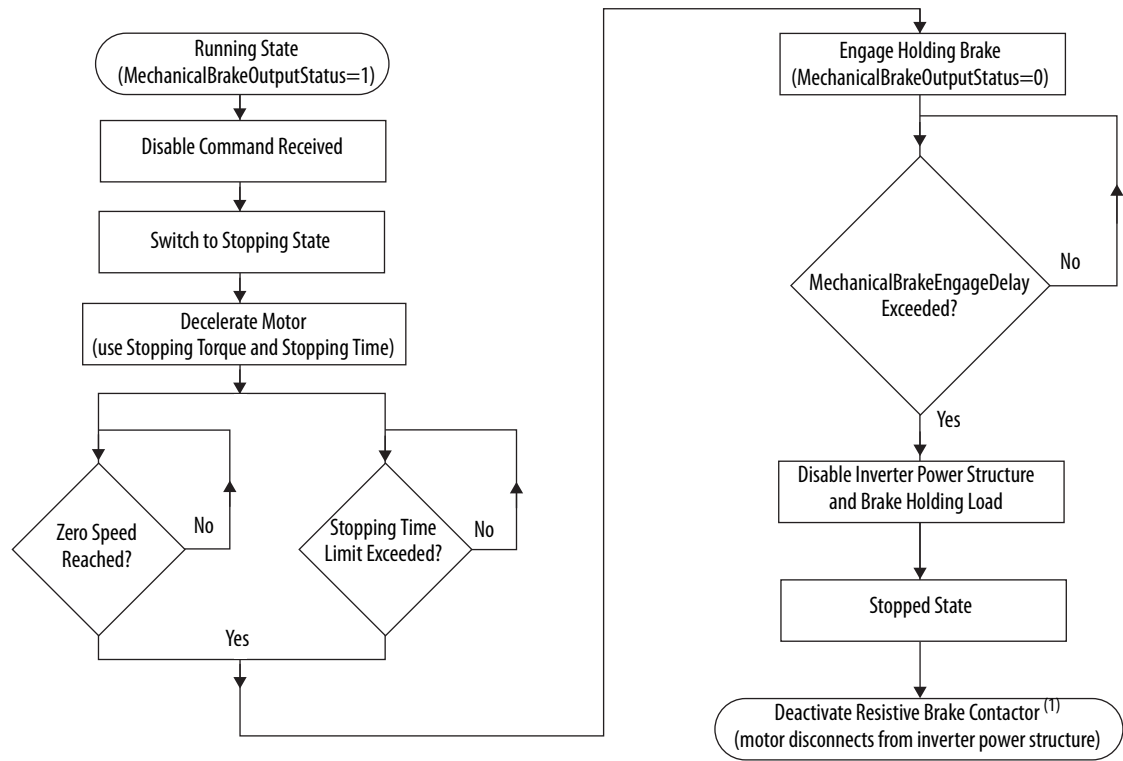 Running State
(MechanicalBrakeOutputStatus=1)
Disable Command Received
Switch to Stopping State
Decelerate Motor
(use Stopping Torque and Stopping Time)
Zero Speed
Reached?
No
Stopping Time
Limit Exceeded?
No
Yes
Engage Holding Brake
(MechanicalBrakeOutputStatus=0)
MechanicalBrakeEngageDelay
Exceeded?
No
Yes
Disable Inverter Power Structure
and Brake Holding Load
Stopped State
Deactivate Resistive Brake Contactor (1)
(motor disconnects from inverter power structure)